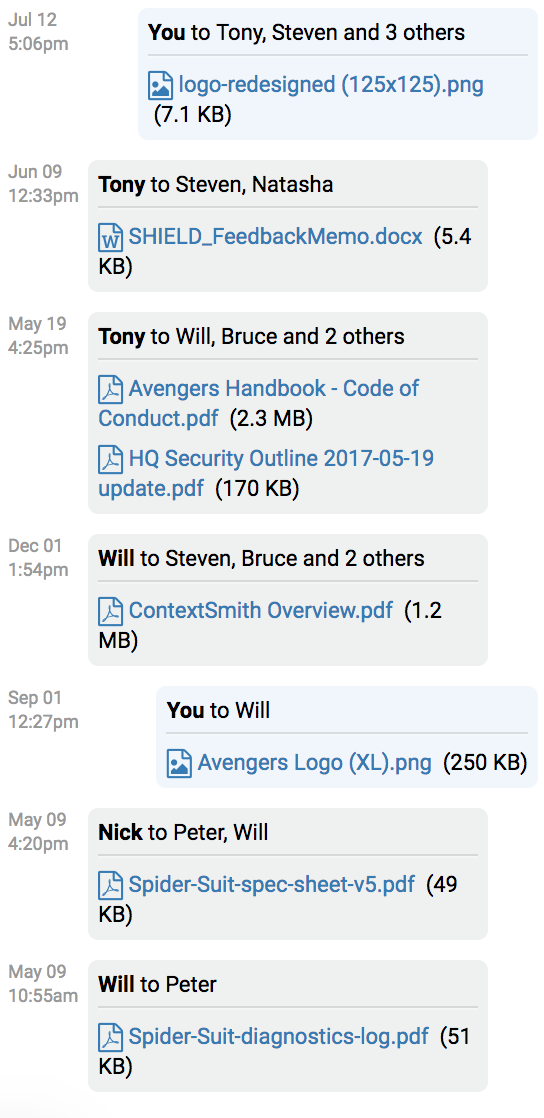 Jul 12
5:06pm
You to Tony, Steven and 3 others
logo-redesigned (125x125).png
(7.1 KB)
Jun 09
12:33pm
Tony to Steven, Natasha
SHIELD_FeedbackMemo.docx (5.4
KB)
May 19
4:25pm
Tony to Will, Bruce and 2 others
Avengers Handbook - Code of
Conduct.pdf (2.3 MB)
HQ Security Outline 2017-05-19
update.pdf (170 KB)
Dec 01
1:54pm
Will to Steven, Bruce and 2 others
ContextSmith Overview.pdf (1.2
MB)
Sep 01
12:27pm
You to Will
Avengers Logo (XL).png (250 KB)
May 09
4:20pm
Nick to Peter, Will
Spider-Suit-spec-sheet-v5.pdf (49
KB)
May 09
10:55am
Will to Peter
Spider-Suit-diagnostics-log.pdf (51
KB)